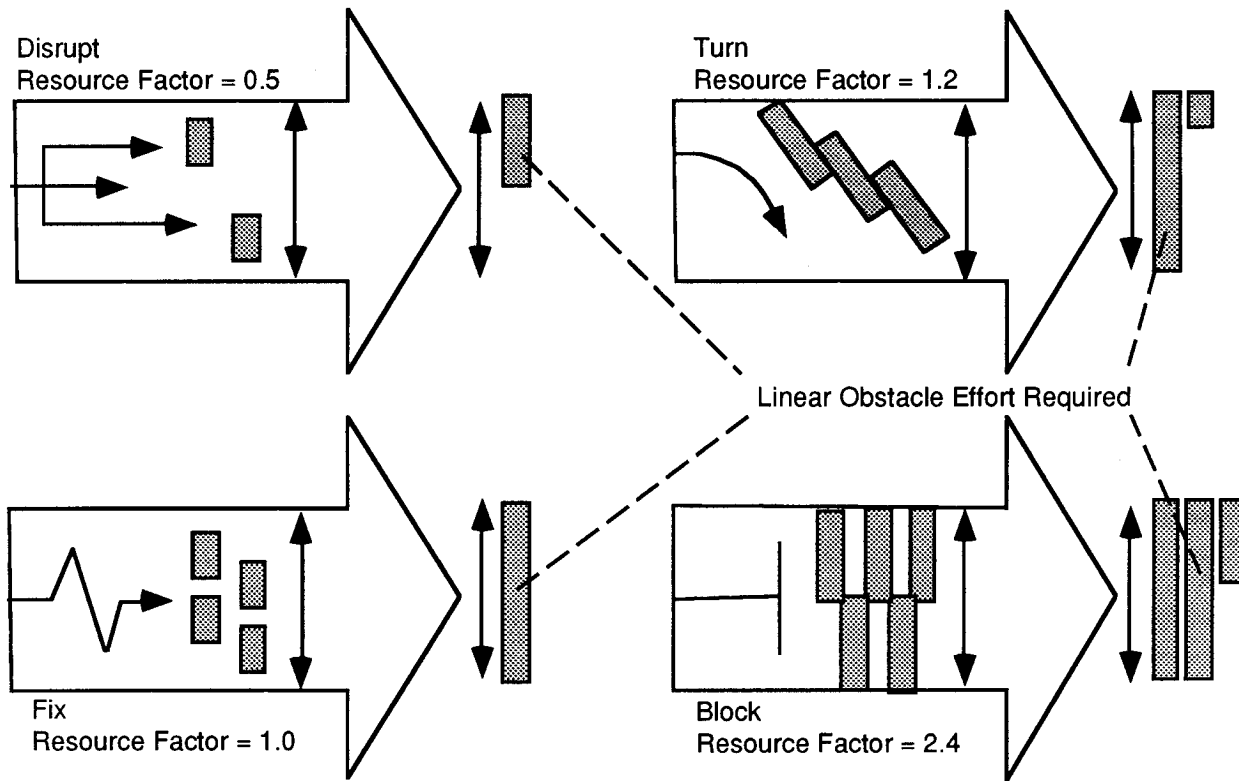 Disrupt
Resource Factor = 0.5
Turn
Resource Factor = 1.2
Linear Obstacle Effort Required
Fix
Resource Factor = 1.0
Block
Resource Factor = 2.4